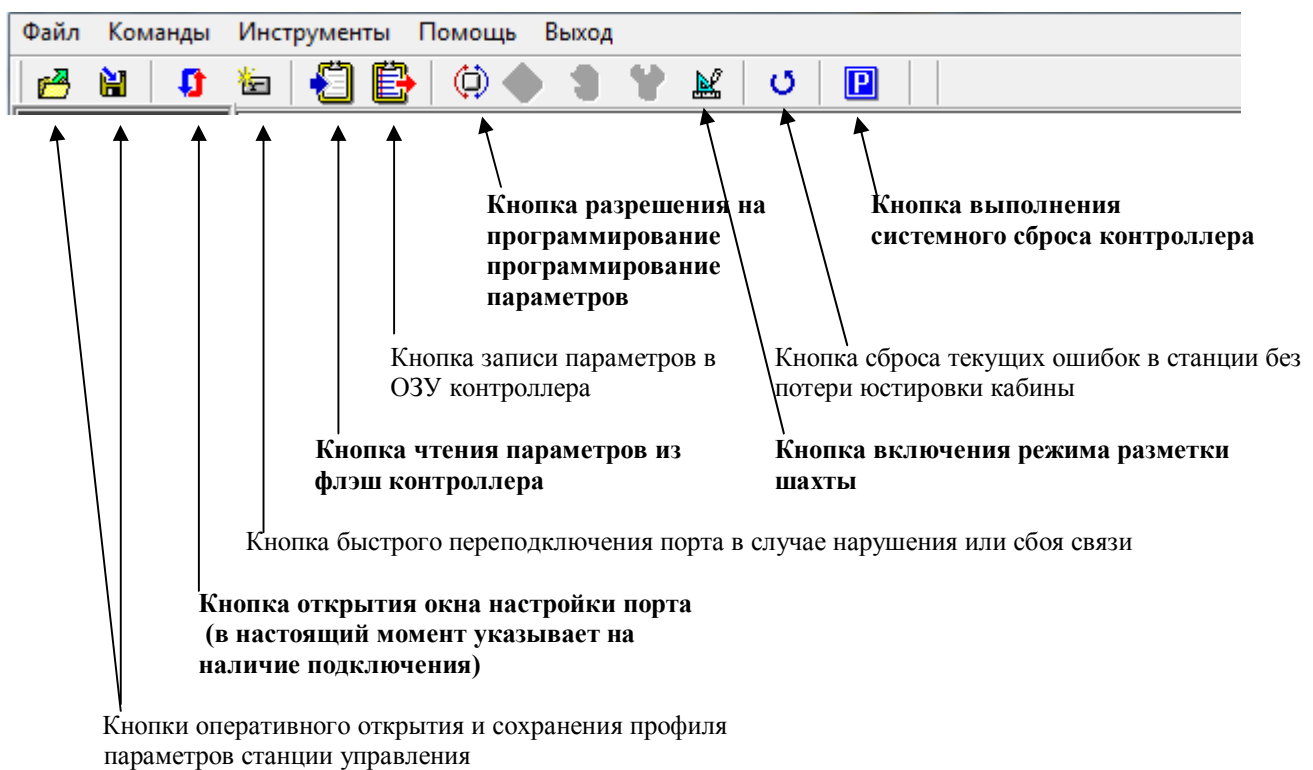 Файл Команды Инструменты Помощь Выход
P
Кнопка разрешения на
программирование
программирование
параметров
Кнопка выполнения
системного сброса контроллера
Кнопка записи параметров в
ОЗУ контроллера
Кнопка сброса текущих ошибок в станции без
потери юстировки кабины
Кнопка чтения параметров из
флэш контроллера
Кнопка включения режима разметки
шахты
Кнопка быстрого переподключения порта в случае нарушения или сбоя связи
Кнопка открытия окна настройки порта
(в настоящий момент указывает на
наличие подключения)
Кнопки оперативного открытия и сохранения профиля
параметров станции управления